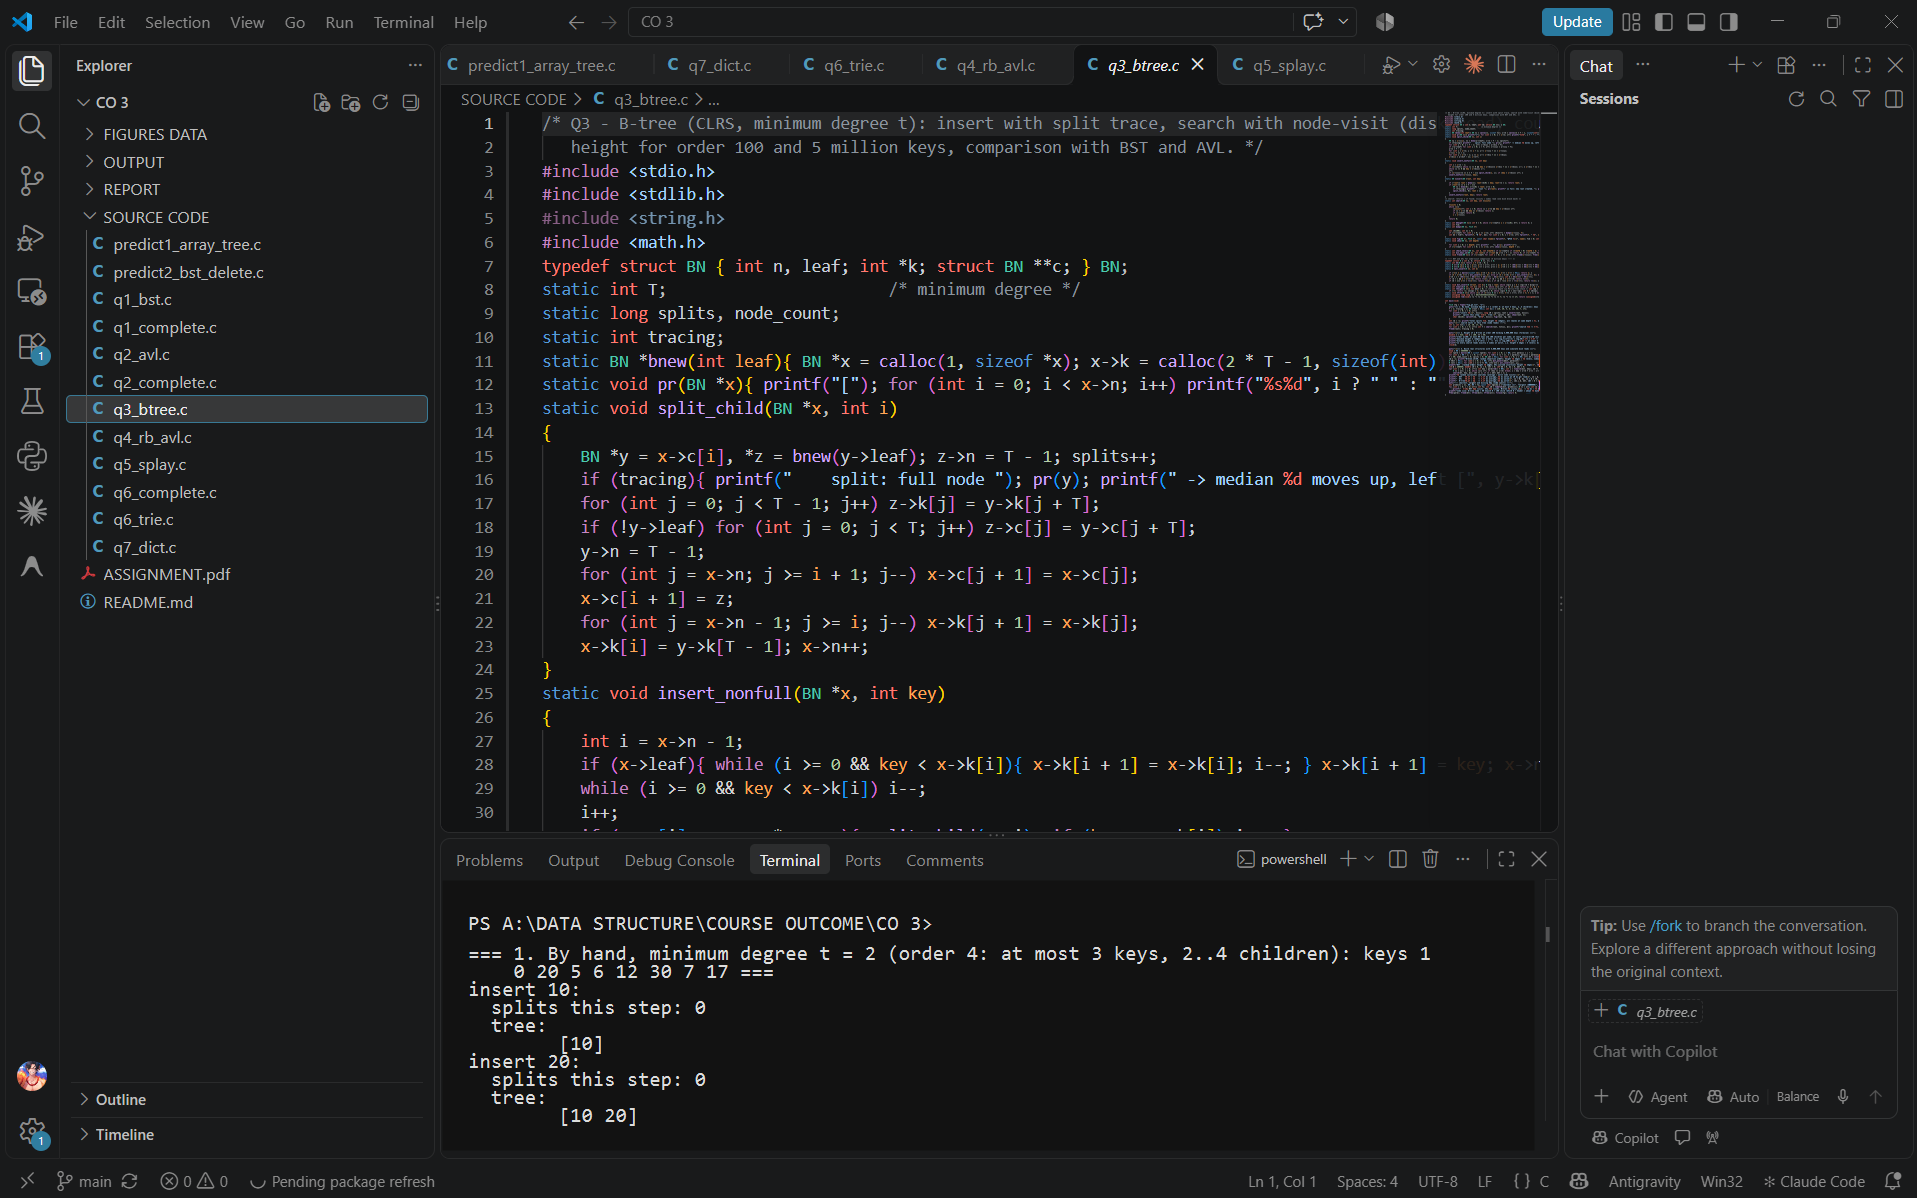 File Edit Selection View Go Run Terminal Help
CO 3
Update
Explorer
CO 3
FIGURES DATA
OUTPUT
REPORT
SOURCE CODE
C predict1_array_tree.c
C predict2_bst_delete.c
C q1_bst.c
C q1_complete.c
C q2_avl.c
C q2_complete.c
C q3_btree.c
C q4_rb_avl.c
C q5_splay.c
C q6_complete.c
C q6_trie.c
C q7_dict.c
ASSIGNMENT.pdf
README.md
Outline
Timeline
1
1
C predict1_array_tree.c C q7_dict.c C q6_trie.c C q4_rb_avl.c C q3_btree.c C q5_splay.c
SOURCE CODE > C q3_btree.c > ...
1 /* Q3 - B-tree (CLRS, minimum degree t): insert with split trace, search with node-visit (dis
2 height for order 100 and 5 million keys, comparison with BST and AVL. */
3 #include <stdio.h>
4 #include <stdlib.h>
5 #include <string.h>
6 #include <math.h>
7 typedef struct BN { int n, leaf; int *k; struct BN **c; } BN;
8 static int T; /* minimum degree */
9 static long splits, node_count;
10 static int tracing;
11 static BN *bnew(int leaf){ BN *x = calloc(1, sizeof *x); x->k = calloc(2 * T - 1, sizeof(int)
12 static void pr(BN *x){ printf("["); for (int i = 0; i < x->n; i++) printf("%s%d", i ? " " : "
13 static void split_child(BN *x, int i)
14 {
15 BN *y = x->c[i], *z = bnew(y->leaf); z->n = T - 1; splits++;
16 if (tracing){ printf("    split: full node "); pr(y); printf(" -> median %d moves up, left [", y->k[
17 for (int j = 0; j < T - 1; j++) z->k[j] = y->k[j + T];
18 if (!y->leaf) for (int j = 0; j < T; j++) z->c[j] = y->c[j + T];
19 y->n = T - 1;
20 for (int j = x->n; j >= i + 1; j--) x->c[j + 1] = x->c[j];
21 x->c[i + 1] = z;
22 for (int j = x->n - 1; j >= i; j--) x->k[j + 1] = x->k[j];
23 x->k[i] = y->k[T - 1]; x->n++;
24 }
25 static void insert_nonfull(BN *x, int key)
26 {
27 int i = x->n - 1;
28 if (x->leaf){ while (i >= 0 && key < x->k[i]){ x->k[i + 1] = x->k[i]; i--; } x->k[i + 1] = key; x->n
29 while (i >= 0 && key < x->k[i]) i--;
30 i++;
Problems Output Debug Console Terminal Ports Comments
powershell
PS A:\DATA STRUCTURE\COURSE OUTCOME\CO 3>
=== 1. By hand, minimum degree t = 2 (order 4: at most 3 keys, 2..4 children): keys 1
0 20 5 6 12 30 7 17 ===
insert 10:
splits this step: 0
tree:
[10]
insert 20:
splits this step: 0
tree:
[10 20]
Chat
Sessions
Tip: Use /fork to branch the conversation.
Explore a different approach without losing
the original context.
C q3_btree.c
Chat with Copilot
Agent Auto Balance
Copilot
main 0 0 Pending package refresh Ln 1, Col 1 Spaces: 4 UTF-8 LF {} C Antigravity Win32 Claude Code